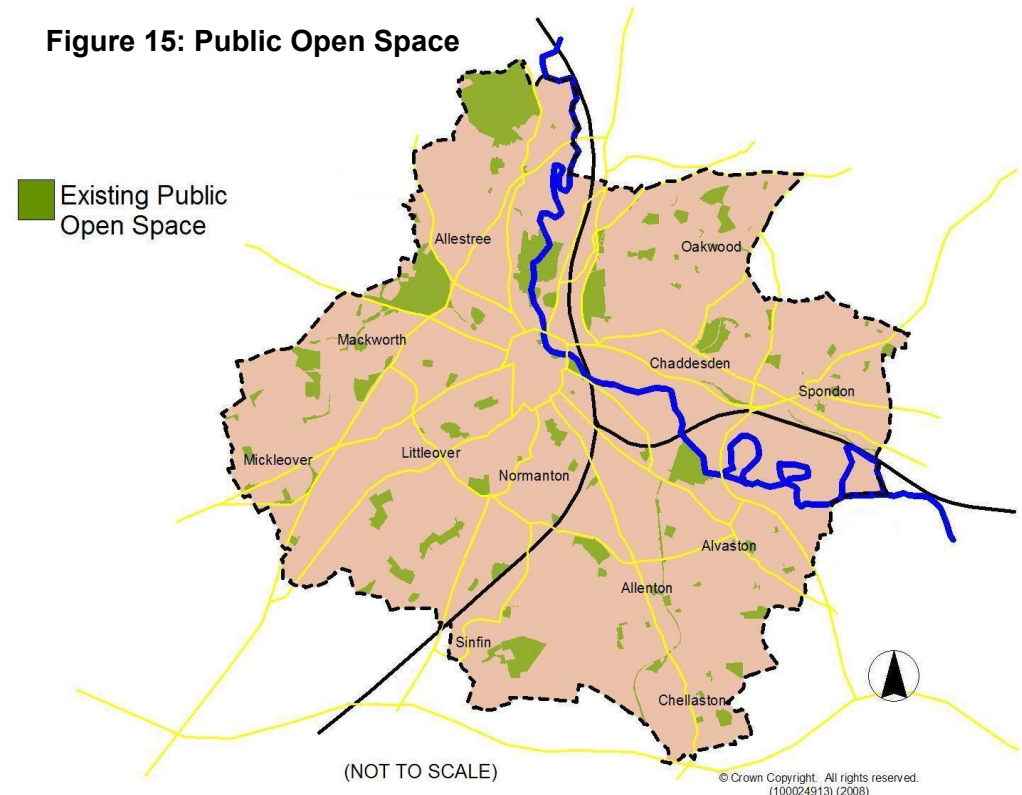 Figure 15: Public Open Space
Existing Public
Open Space
Allestree
Oakwood
Mackworth
Chaddesden
Spondon
Mickleover
Littleover
Normanton
Alvaston
Allenton
Sinfin
Chellaston
(NOT TO SCALE)
© Crown Copyright. All rights reserved.
(100024913) (2008)